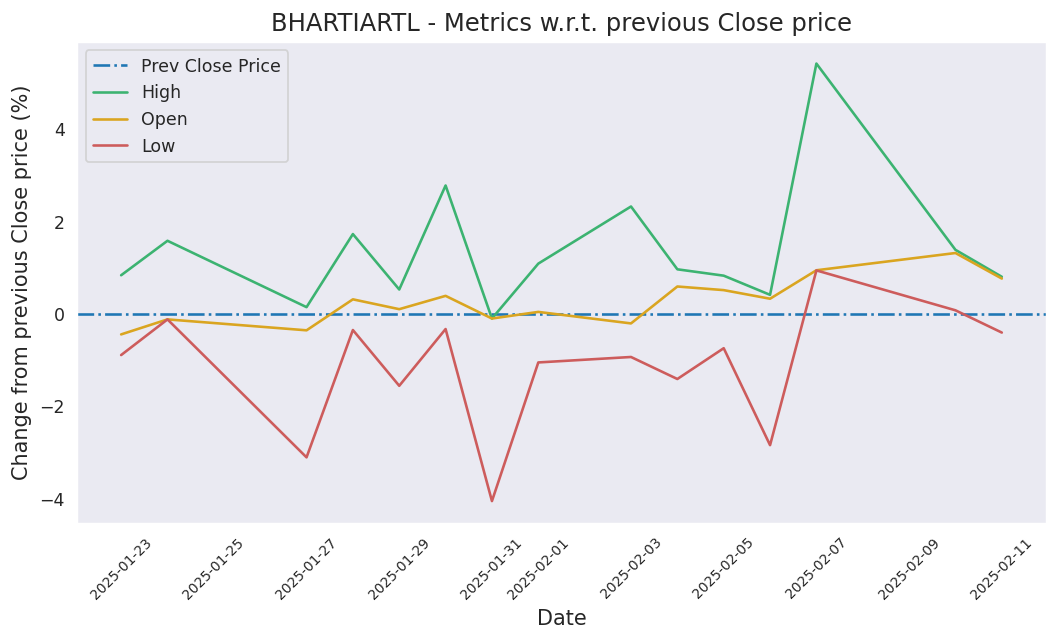 BHARTIARTL - Metrics w.r.t. previous Close price
Prev Close Price
High
Open
Low
Change from previous Close price (%)
4
2
0
−2
−4
2025-01-23
2025-01-25
2025-01-27
2025-01-29
2025-01-31
2025-02-01
2025-02-03
2025-02-05
2025-02-07
2025-02-09
2025-02-11
Date